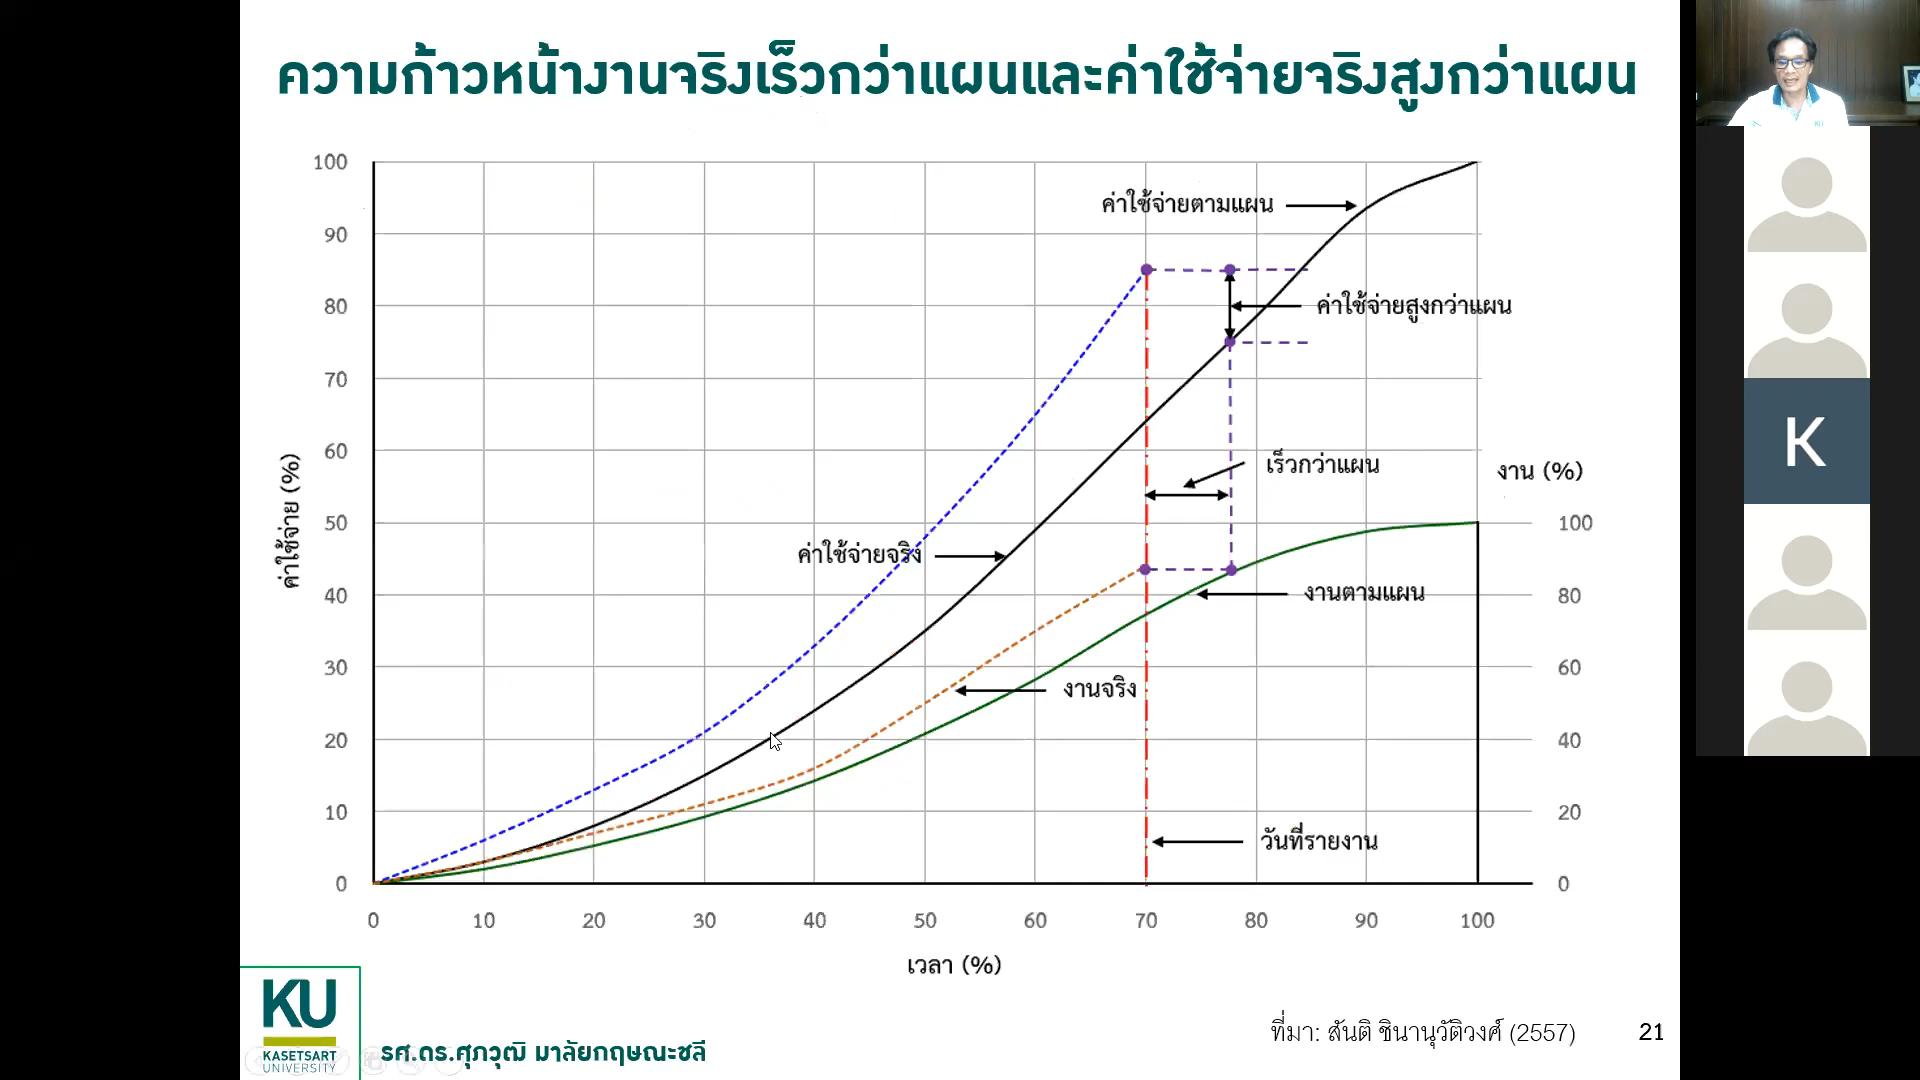 ความก้าวหน้างานจริงเร็วกว่าแผนและค่าใช้จ่ายจริงสูงกว่าแผน
100
90
80
70
60
50
40
30
20
10
0
ค่าใช้จ่าย (%)
ค่าใช้จ่ายตามแผน
ค่าใช้จ่ายสูงกว่าแผน
เร็วกว่าแผน
งาน (%)
ค่าใช้จ่ายจริง
งานตามแผน
งานจริง
วันที่รายงาน
100
80
60
40
20
0
0 10 20 30 40 50 60 70 80 90 100
เวลา (%)
KU
KASETSART
UNIVERSITY
รศ.ดร.ศุภวุฒิ มาลัยกฤษณะชลี
ที่มา: สันติ ชินานุวัติวงศ์ (2557)
21
K
KU